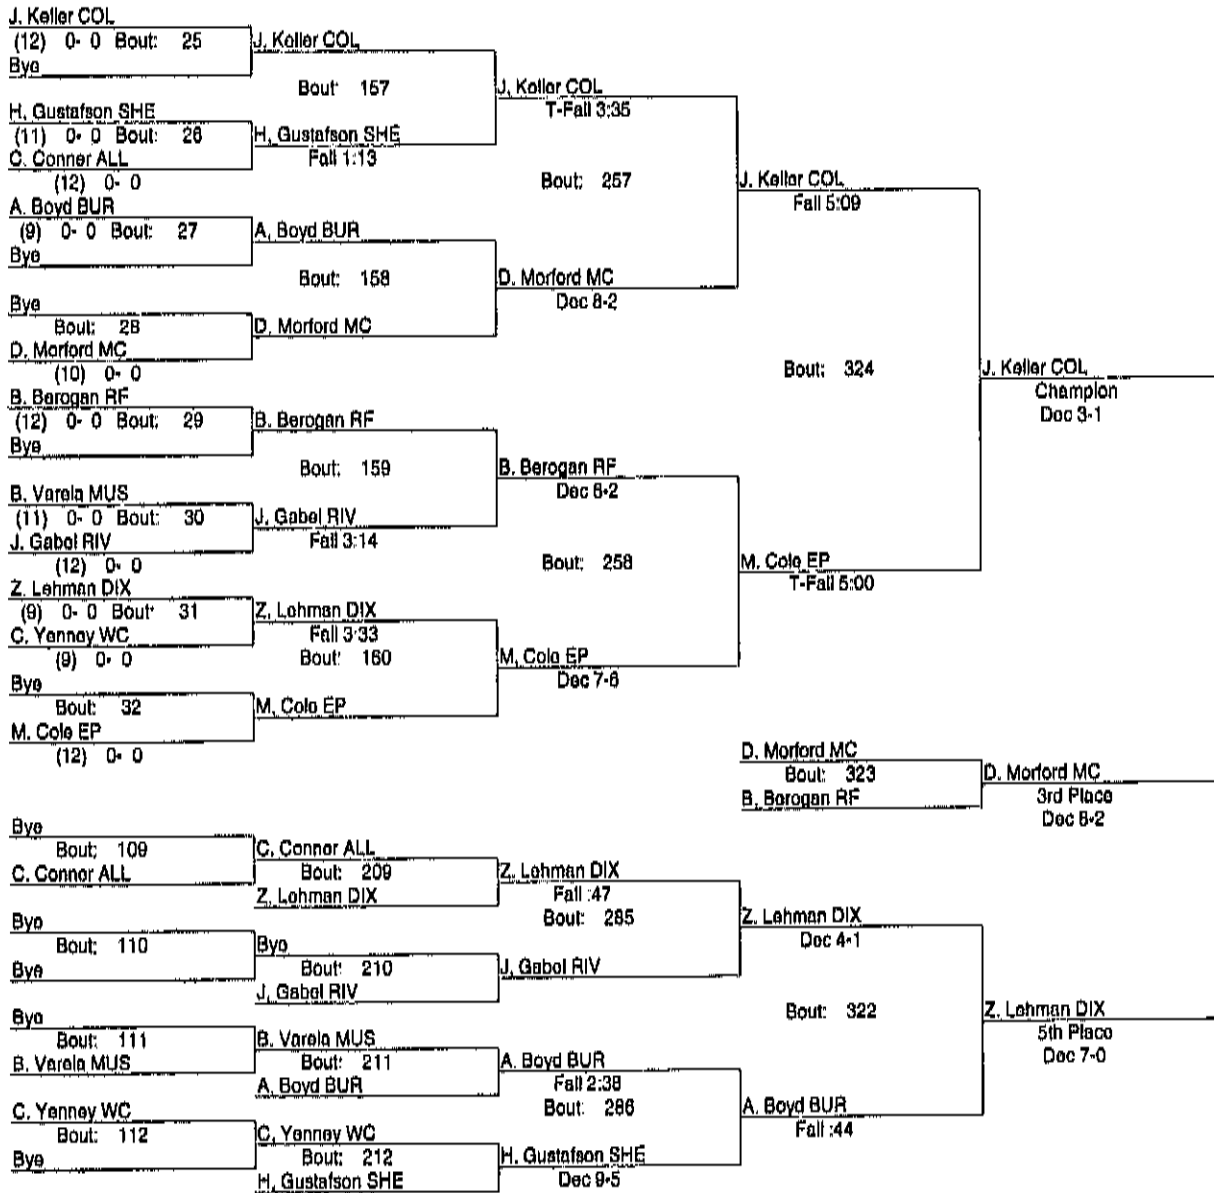 J. Keller COL
(12) 0- 0 Bout: 25
Bye
H. Gustafson SHE
(11) 0- 0 Bout: 26
C. Conner ALL
(12) 0- 0
A. Boyd BUR
(9) 0- 0 Bout: 27
Bye
Bye
Bout: 28
D. Morford MC
(10) 0- 0
B. Berogan RF
(12) 0- 0 Bout: 29
Bye
B. Varela MUS
(11) 0- 0 Bout: 30
J. Gabel RIV
(12) 0- 0
Z. Lehman DIX
(9) 0- 0 Bout: 31
C. Yenney WC
(9) 0- 0
Bye
Bout: 32
M. Cole EP
(12) 0- 0
J. Keller COL
Bout: 157
H. Gustafson SHE
Fall 1:13
A. Boyd BUR
Bout: 158
D. Morford MC
B. Berogan RF
Bout: 159
J. Gabel RIV
Fall 3:14
Z. Lehman DIX
Fall 3:33
Bout: 160
M. Cole EP
J. Keller COL
T-Fall 3:35
Bout: 257
D. Morford MC
Dec 8-2
B. Berogan RF
Dec 6-2
Bout: 258
M. Cole EP
Dec 7-6
J. Keller COL
Fall 5:09
Bout: 324
M. Cole EP
T-Fall 5:00
J. Keller COL
Champion
Dec 3-1
D. Morford MC
Bout: 323
B. Berogan RF
D. Morford MC
3rd Place
Dec 8-2
Bye
Bout: 109
C. Conner ALL
Bye
Bout: 110
Bye
Bye
Bout: 111
B. Varela MUS
C. Yenney WC
Bout: 112
Bye
C. Conner ALL
Bout: 209
Z. Lehman DIX
Bye
Bout: 210
J. Gabel RIV
B. Varela MUS
Bout: 211
A. Boyd BUR
C. Yenney WC
Bout: 212
H. Gustafson SHE
Z. Lehman DIX
Fall :47
Bout: 285
J. Gabel RIV
A. Boyd BUR
Fall 2:38
Bout: 286
H. Gustafson SHE
Dec 9-5
Z. Lehman DIX
Dec 4-1
Bout: 322
A. Boyd BUR
Fall :44
Z. Lehman DIX
5th Place
Dec 7-0